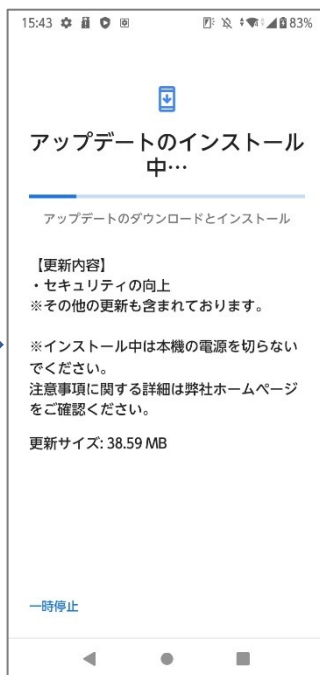 15:43 83%
アップデートのインストール
中…
アップデートのダウンロードとインストール
【更新内容】
・セキュリティの向上
※その他の更新も含まれております。
※インストール中は本機の電源を切らない
でください。
注意事項に関する詳細は弊社ホームページ
をご確認ください。
更新サイズ: 38.59 MB
一時停止